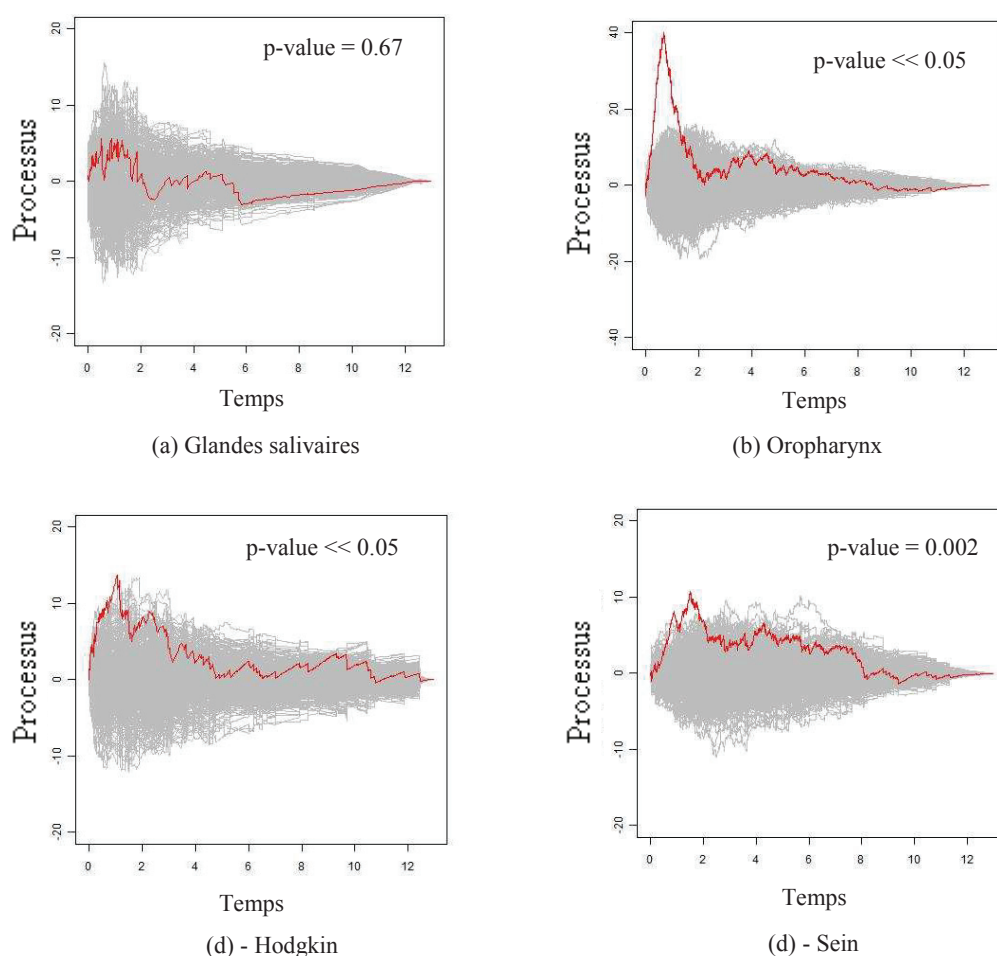 p-value = 0.67
Processus
20
10
0
-10
-20
0 2 4 6 8 10 12
Temps
(a) Glandes salivaires
p-value << 0.05
Processus
40
20
0
-20
-40
0 2 4 6 8 10 12
Temps
(b) Oropharynx
p-value << 0.05
Processus
20
10
0
-10
-20
0 2 4 6 8 10 12
Temps
(d) - Hodgkin
p-value = 0.002
Processus
20
10
0
-10
-20
0 2 4 6 8 10 12
Temps
(d) - Sein